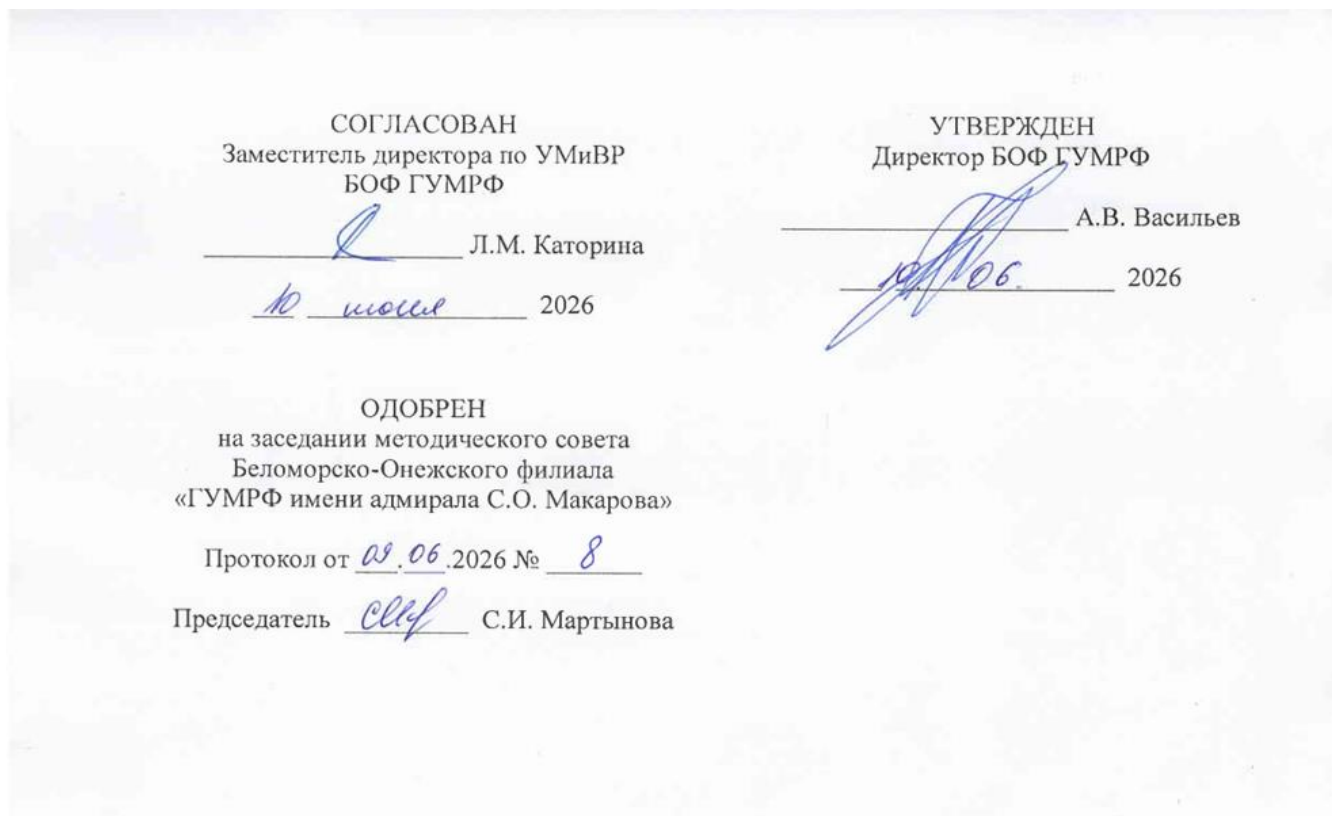 СОГЛАСОВАН
Заместитель директора по УМиВР
БОФ ГУМРФ
Л.М. Каторина
10 июня 2026
УТВЕРЖДЕН
Директор БОФ ГУМРФ
А.В. Васильев
10. 06. 2026
ОДОБРЕН
на заседании методического совета
Беломорско-Онежского филиала
«ГУМРФ имени адмирала С.О. Макарова»
Протокол от 09.06.2026 № 8
Председатель С.И. Мартынова